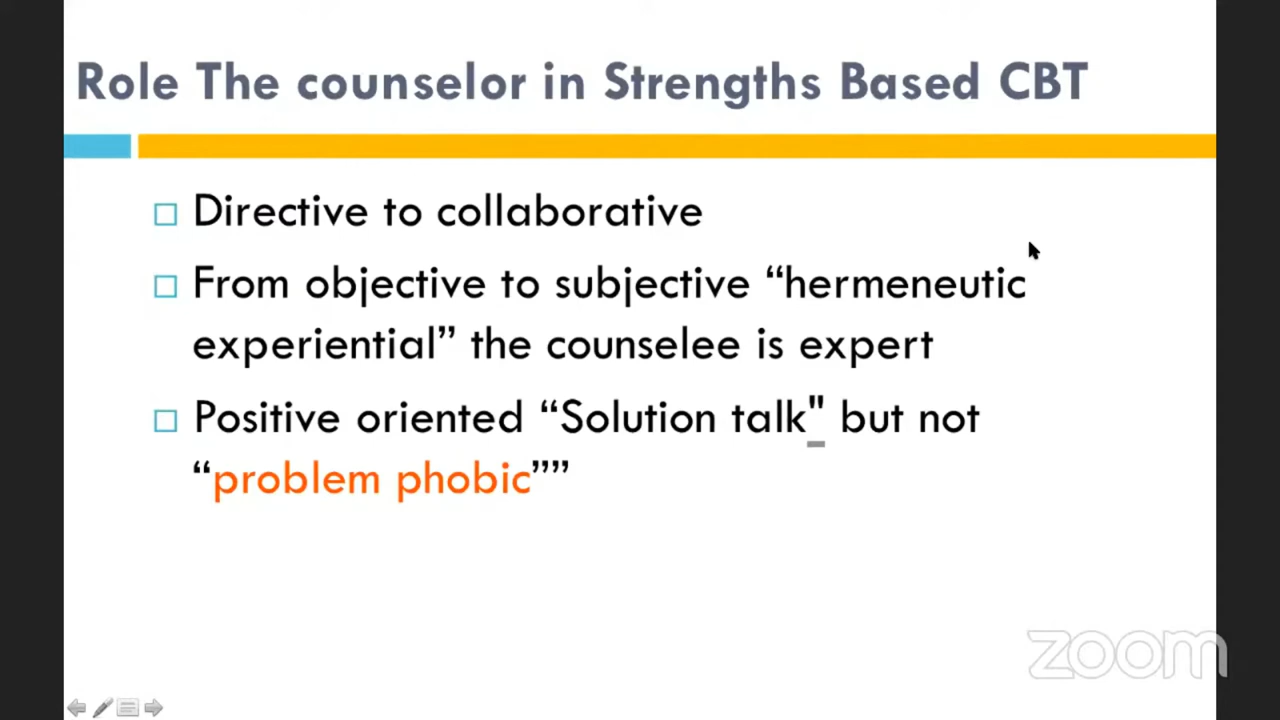 Role The counselor in Strengths Based CBT
Directive to collaborative
From objective to subjective “hermeneutic
experiential” the counselee is expert
Positive oriented “Solution talk" but not
“problem phobic””
zoom